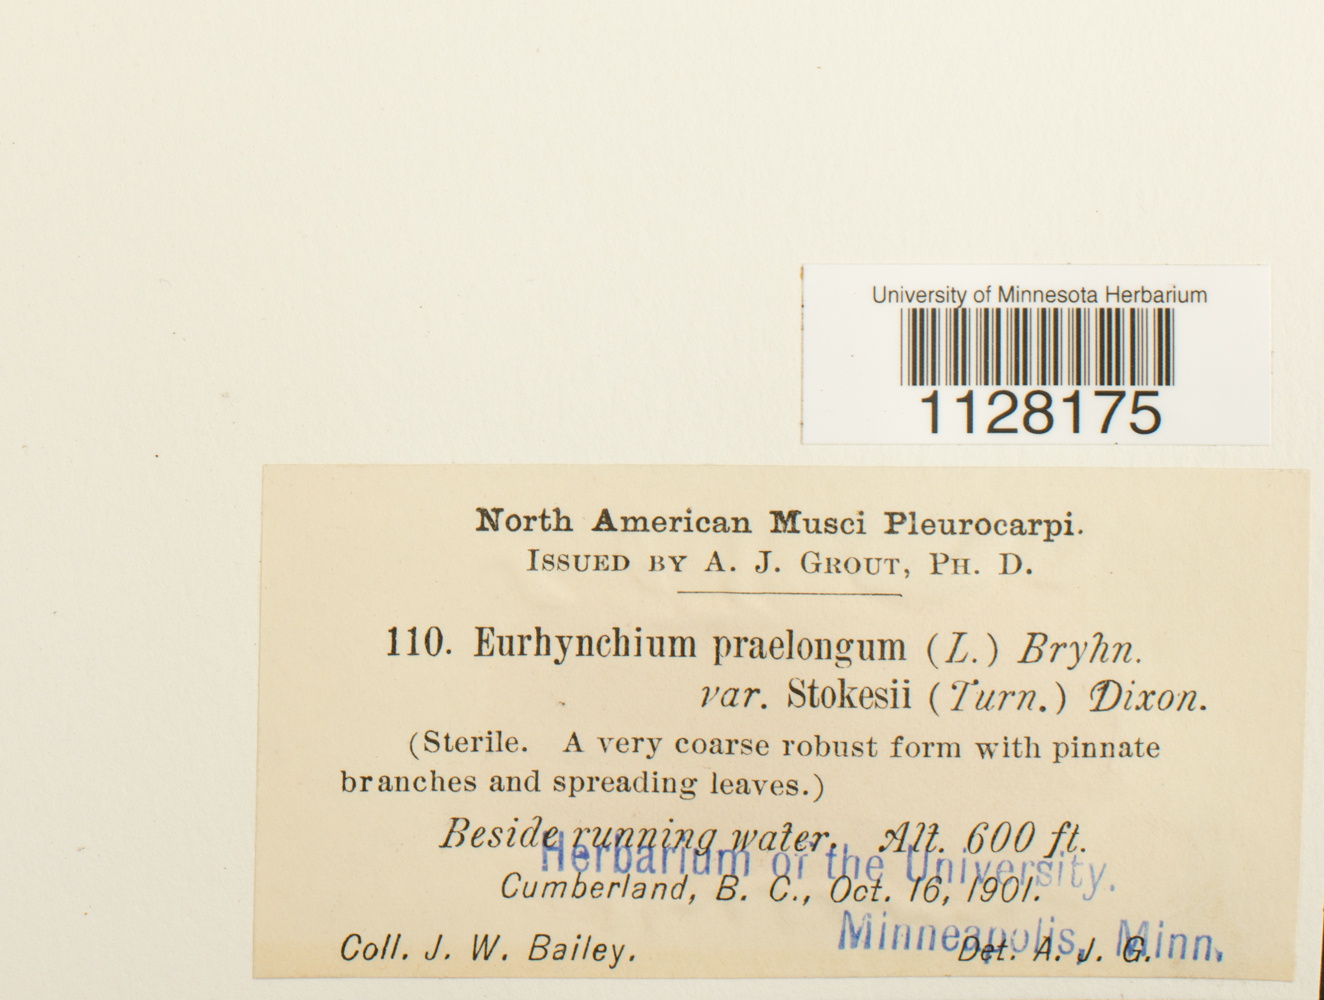 University of Minnesota Herbarium
1128175
North American Musci Pleurocarpi.
Issued by A. J. Grout, Ph. D.
110. Eurhynchium praelongum (L.) Bryhn.
var. Stokesii (Turn.) Dixon.
(Sterile. A very coarse robust form with pinnate
branches and spreading leaves.)
Beside running water. Alt. 600 ft.
Herbarium of the University.
Cumberland, B. C., Oct. 16, 1901.
Minneapolis, Minn.
Coll. J. W. Bailey. Det. A. J. G.